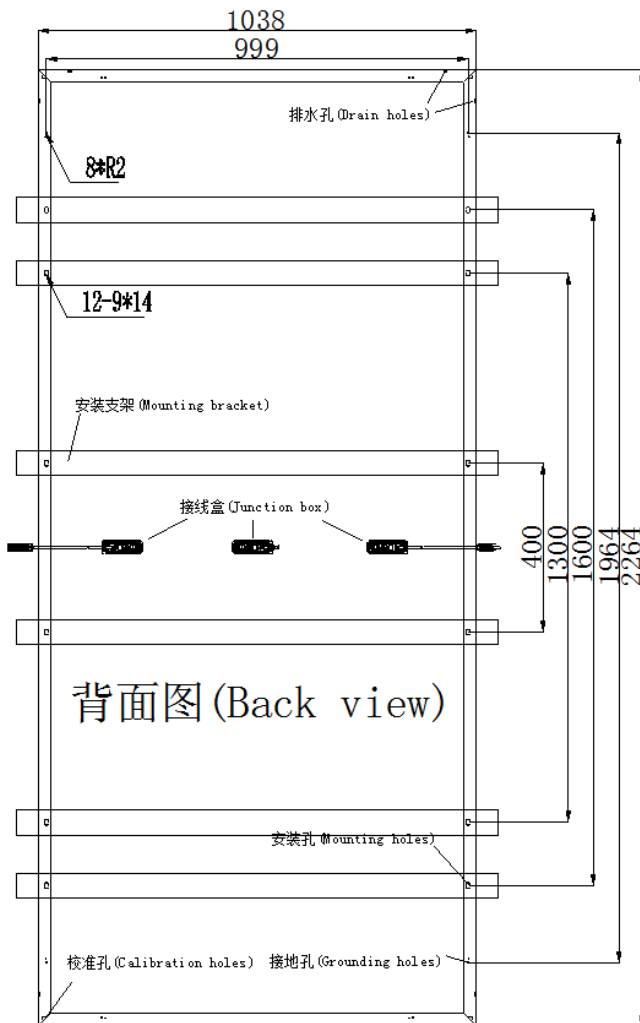 1038
999
排水孔(Drain holes)
8*R2
12-9*14
安装支架(Mounting bracket)
接线盒(Junction box)
400
1300
1600
1964
2264
背面图(Back view)
安装孔(Mounting holes)
校准孔(Calibration holes)
接地孔(Grounding holes)